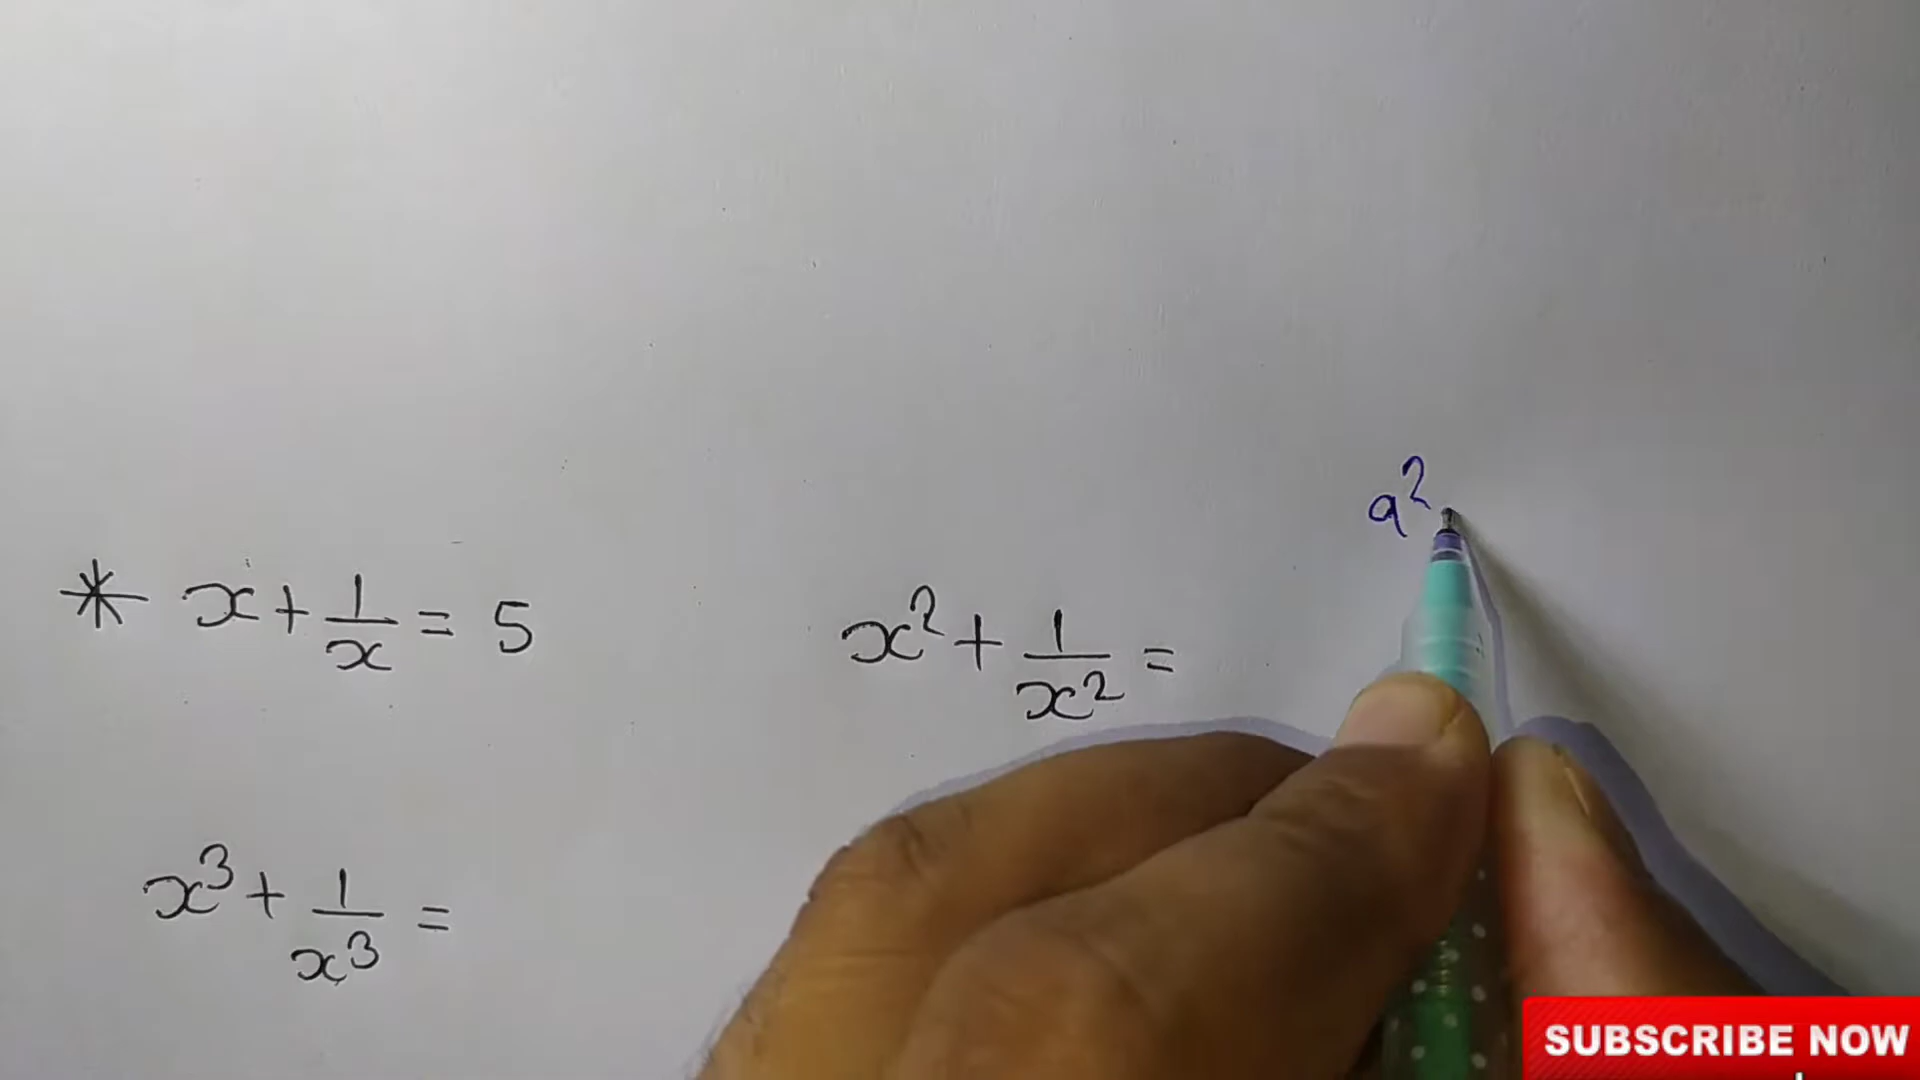 a²
* x + 1/x = 5
x² + 1/x² =
x³ + 1/x³ =
SUBSCRIBE NOW